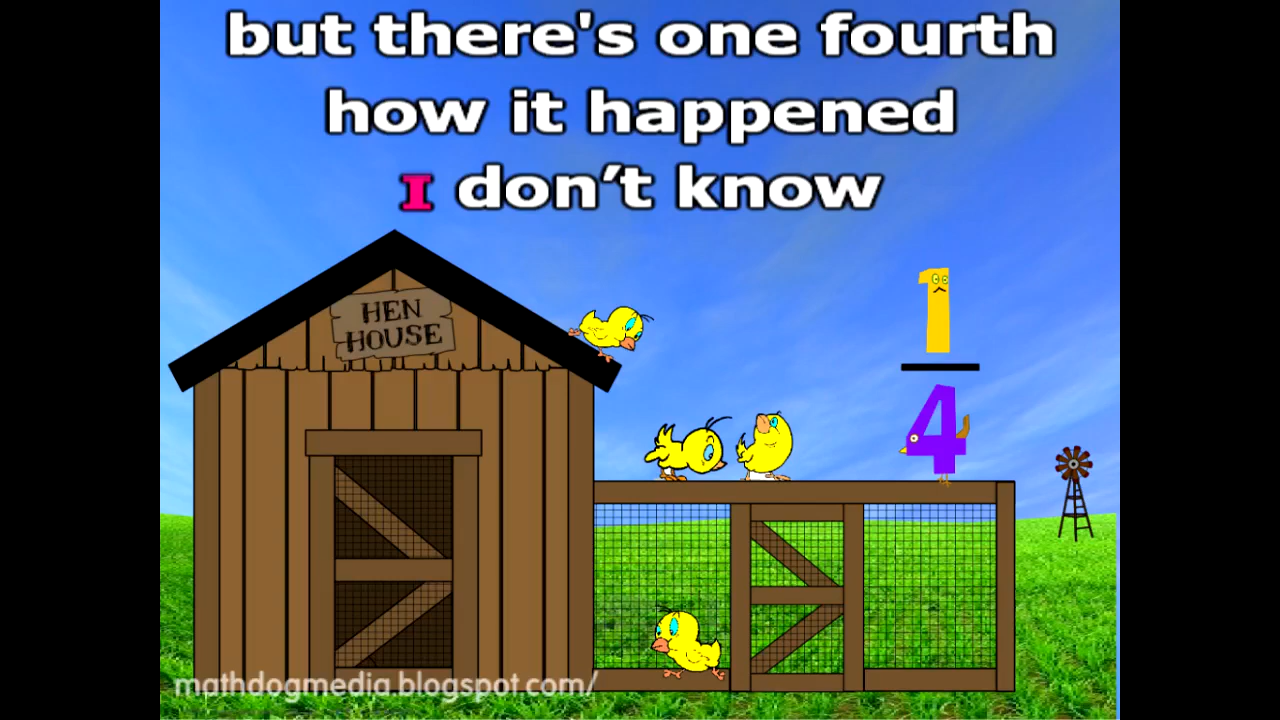 but there's one fourth
how it happened
I don't know
HEN
HOUSE
1
4
mathdogmedia.blogspot.com/